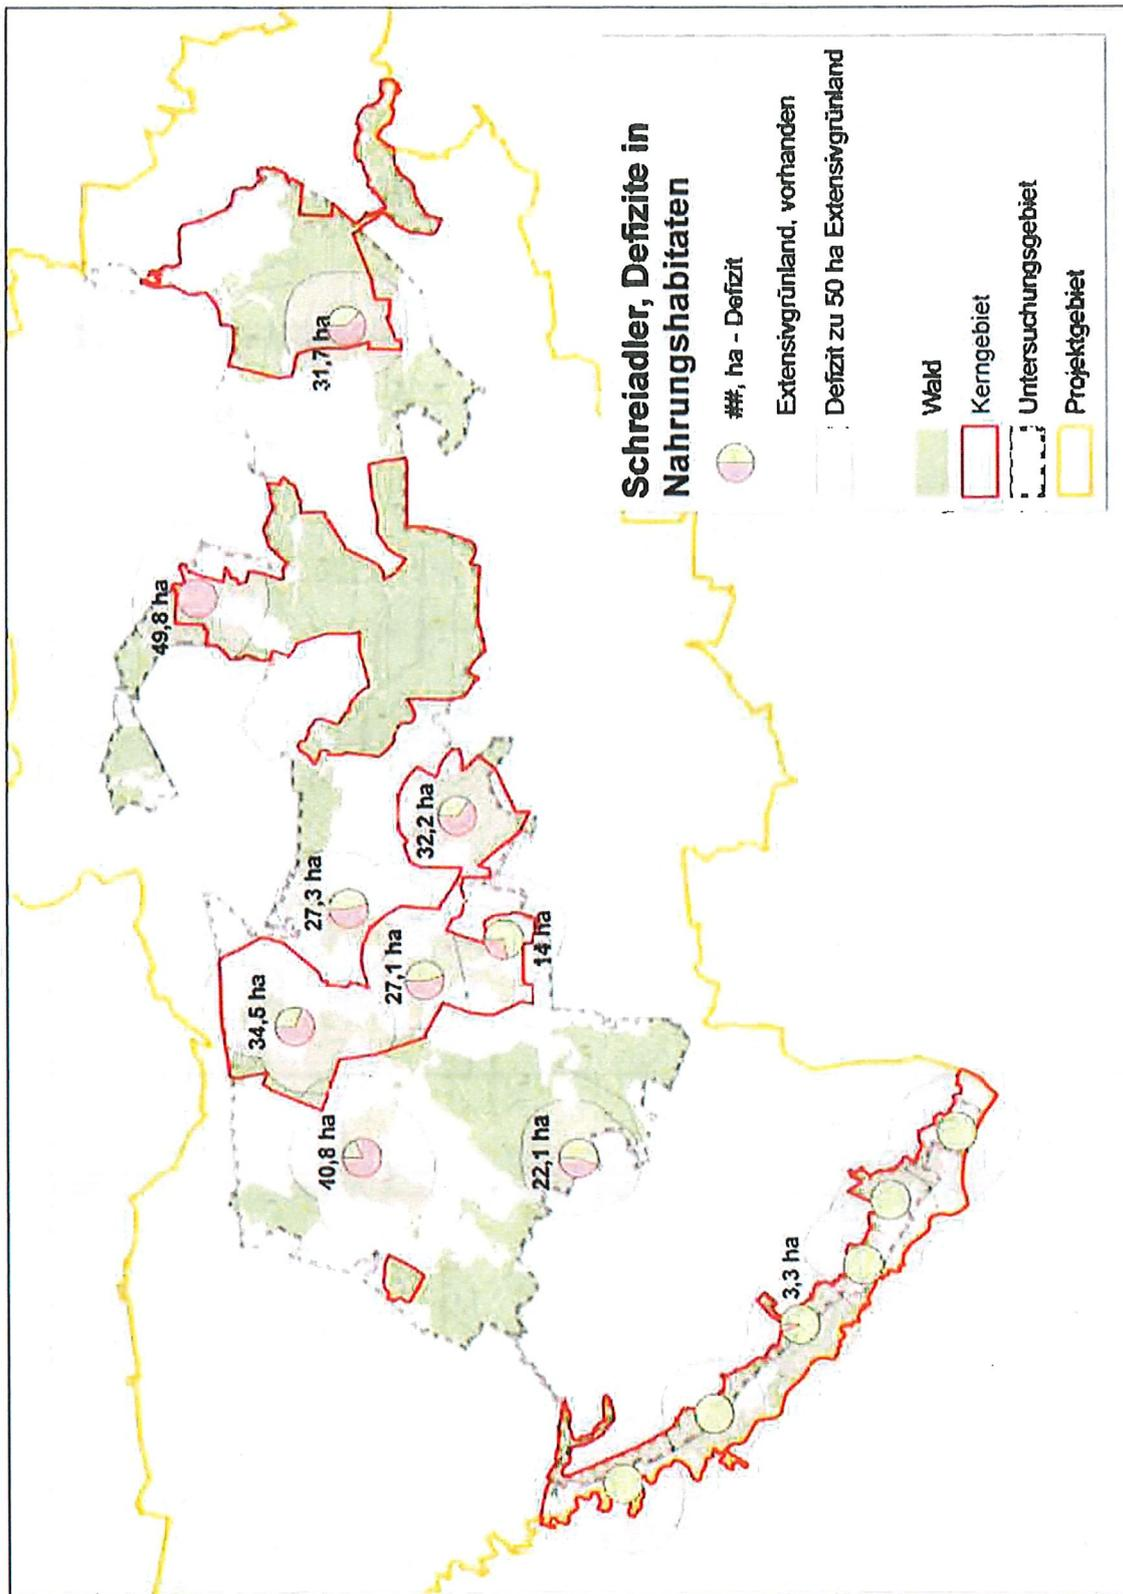 Schreiadler, Defizite in
Nahrungshabitaten
##, ha - Defizit
Extensivgrünland, vorhanden
Defizit zu 50 ha Extensivgrünland
Wald
Kerngebiet
Untersuchungsgebiet
Projektgebiet
49,8 ha
31,7 ha
34,5 ha
27,3 ha
40,8 ha
27,1 ha
32,2 ha
22,1 ha
14 ha
3,3 ha